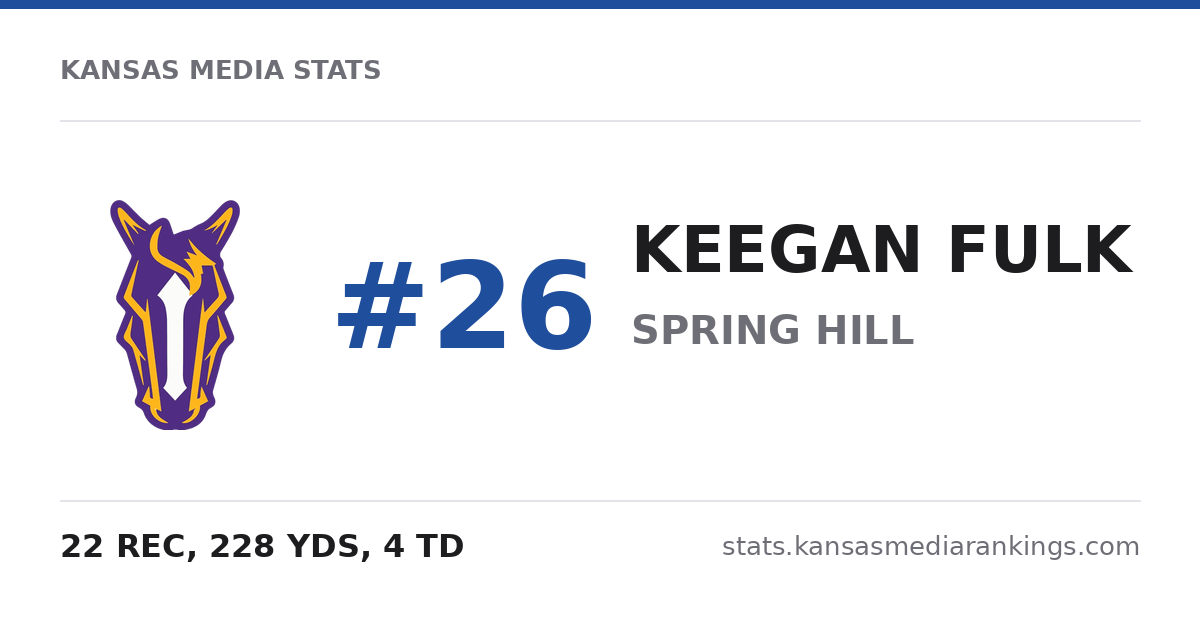 KANSAS MEDIA STATS
#26
KEEGAN FULK
SPRING HILL
22 REC, 228 YDS, 4 TD
stats.kansasmediarankings.com